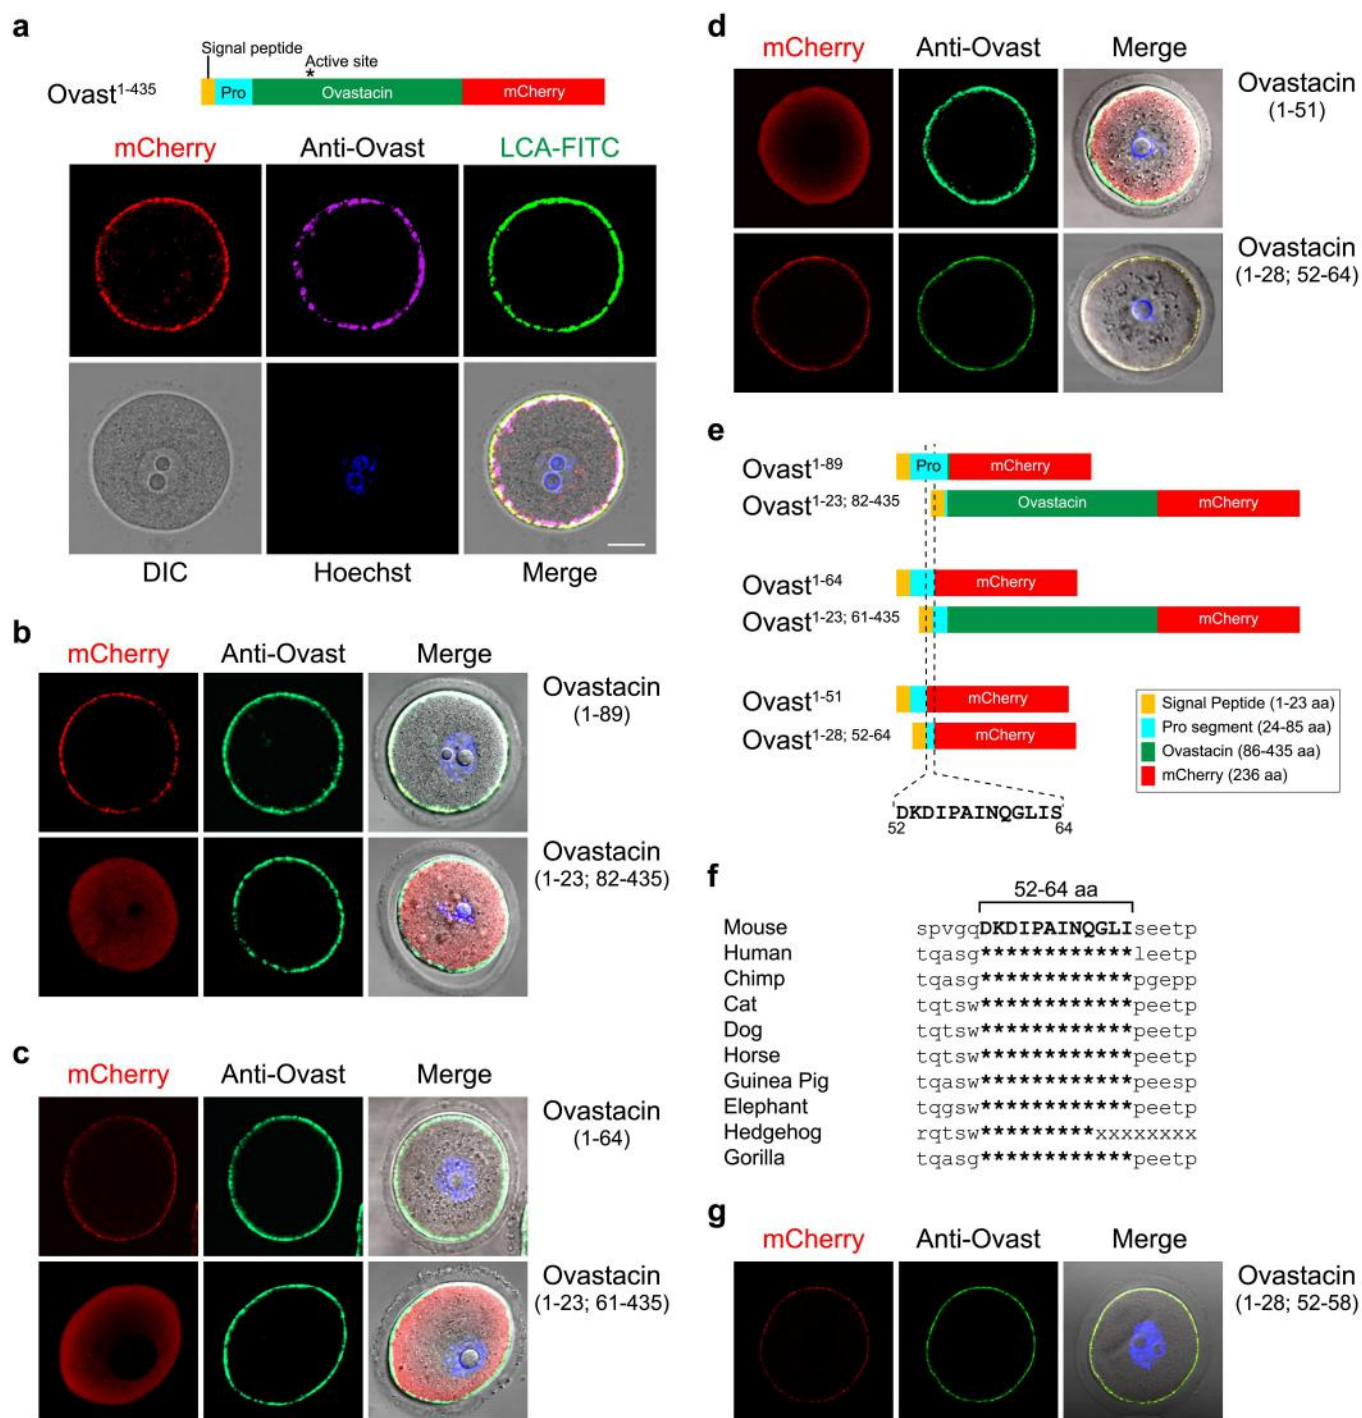 a
Signal peptide
Active site
*
Ovast1-435
Pro
Ovastacin
mCherry
mCherry
Anti-Ovast
LCA-FITC
DIC
Hoechst
Merge
b
mCherry
Anti-Ovast
Merge
Ovastacin
(1-89)
Ovastacin
(1-23; 82-435)
c
mCherry
Anti-Ovast
Merge
Ovastacin
(1-64)
Ovastacin
(1-23; 61-435)
d
mCherry
Anti-Ovast
Merge
Ovastacin
(1-51)
Ovastacin
(1-28; 52-64)
e
Ovast1-89
Pro
mCherry
Ovast1-23; 82-435
Ovastacin
mCherry
Ovast1-64
mCherry
Ovast1-23; 61-435
mCherry
Ovast1-51
mCherry
Ovast1-28; 52-64
mCherry
Signal Peptide (1-23 aa)
Pro segment (24-85 aa)
Ovastacin (86-435 aa)
mCherry (236 aa)
DKDIPAINQGLIS
52 64
f
52-64 aa
Mouse spvgqDKDIPAINQGLIseetp
Human tqasg************leetp
Chimp tqasg************pgepp
Cat tqtsw************peetp
Dog tqtsw************peetp
Horse tqtsw************peetp
Guinea Pig tqasw************peesp
Elephant tqgsw************peetp
Hedgehog rqtsw*********xxxxxxxx
Gorilla tqasg************peetp
g
mCherry
Anti-Ovast
Merge
Ovastacin
(1-28; 52-58)